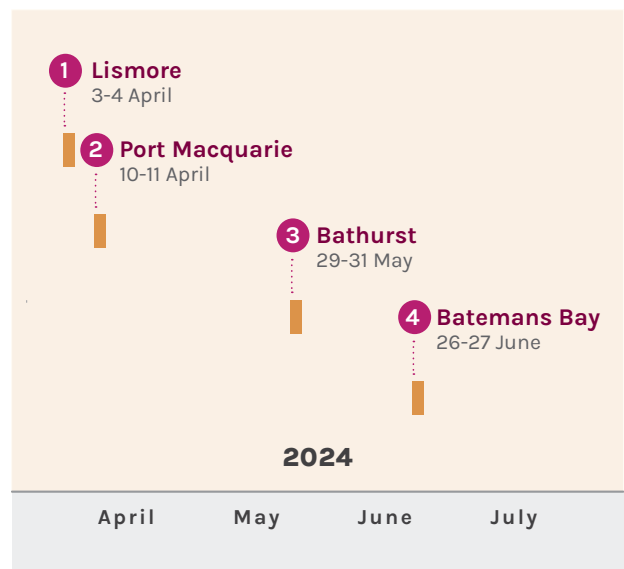 1 Lismore
3-4 April
2 Port Macquarie
10-11 April
3 Bathurst
29-31 May
4 Batemans Bay
26-27 June
2024
April May June July